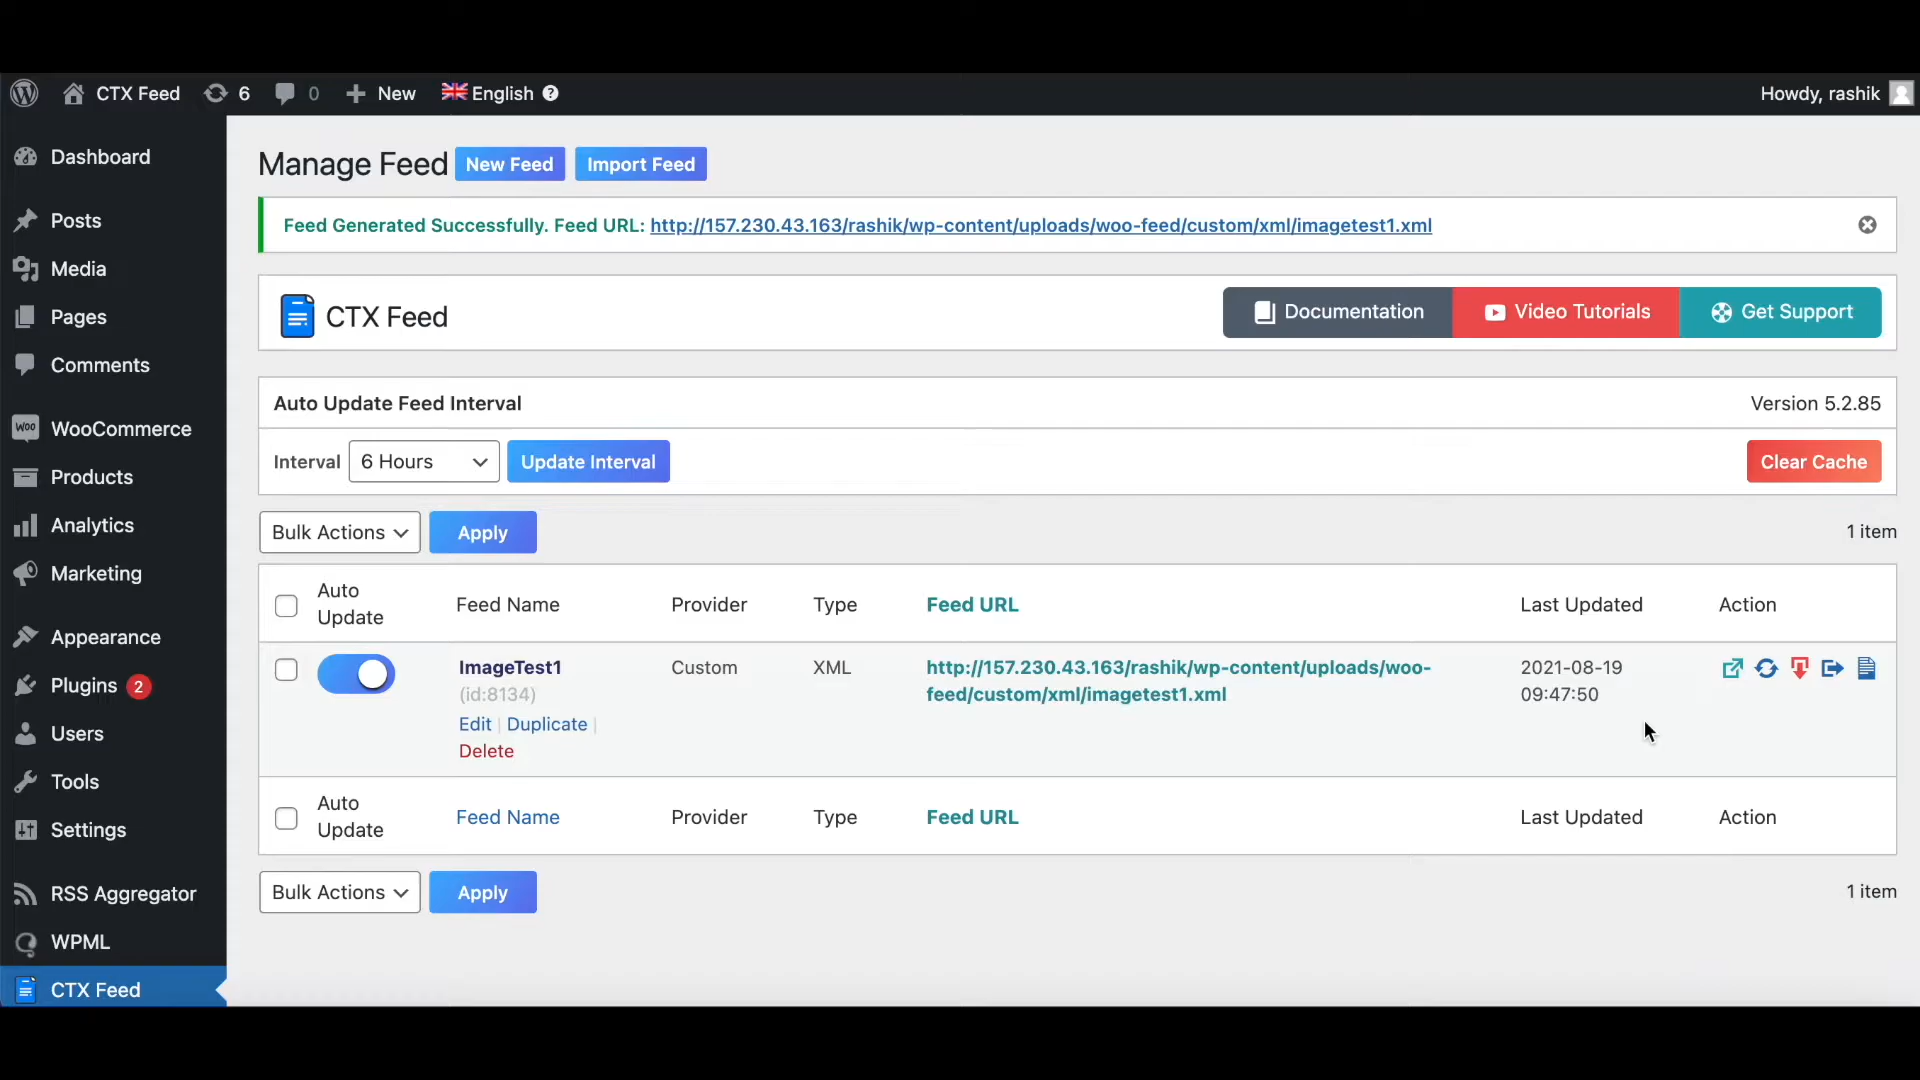 CTX Feed 6 0 New English Howdy, rashik
Dashboard
Posts
Media
Pages
Comments
WooCommerce
Products
Analytics
Marketing
Appearance
Plugins 2
Users
Tools
Settings
RSS Aggregator
WPML
CTX Feed
Manage Feed New Feed Import Feed
Feed Generated Successfully. Feed URL: http://157.230.43.163/rashik/wp-content/uploads/woo-feed/custom/xml/imagetest1.xml
CTX Feed Documentation Video Tutorials Get Support
Auto Update Feed Interval Version 5.2.85
Interval 6 Hours Update Interval Clear Cache
Bulk Actions Apply 1 item
Auto Update Feed Name Provider Type Feed URL Last Updated Action
ImageTest1 Custom XML http://157.230.43.163/rashik/wp-content/uploads/woo- 2021-08-19
(id:8134) feed/custom/xml/imagetest1.xml 09:47:50
Edit | Duplicate |
Delete
Auto Update Feed Name Provider Type Feed URL Last Updated Action
Bulk Actions Apply 1 item